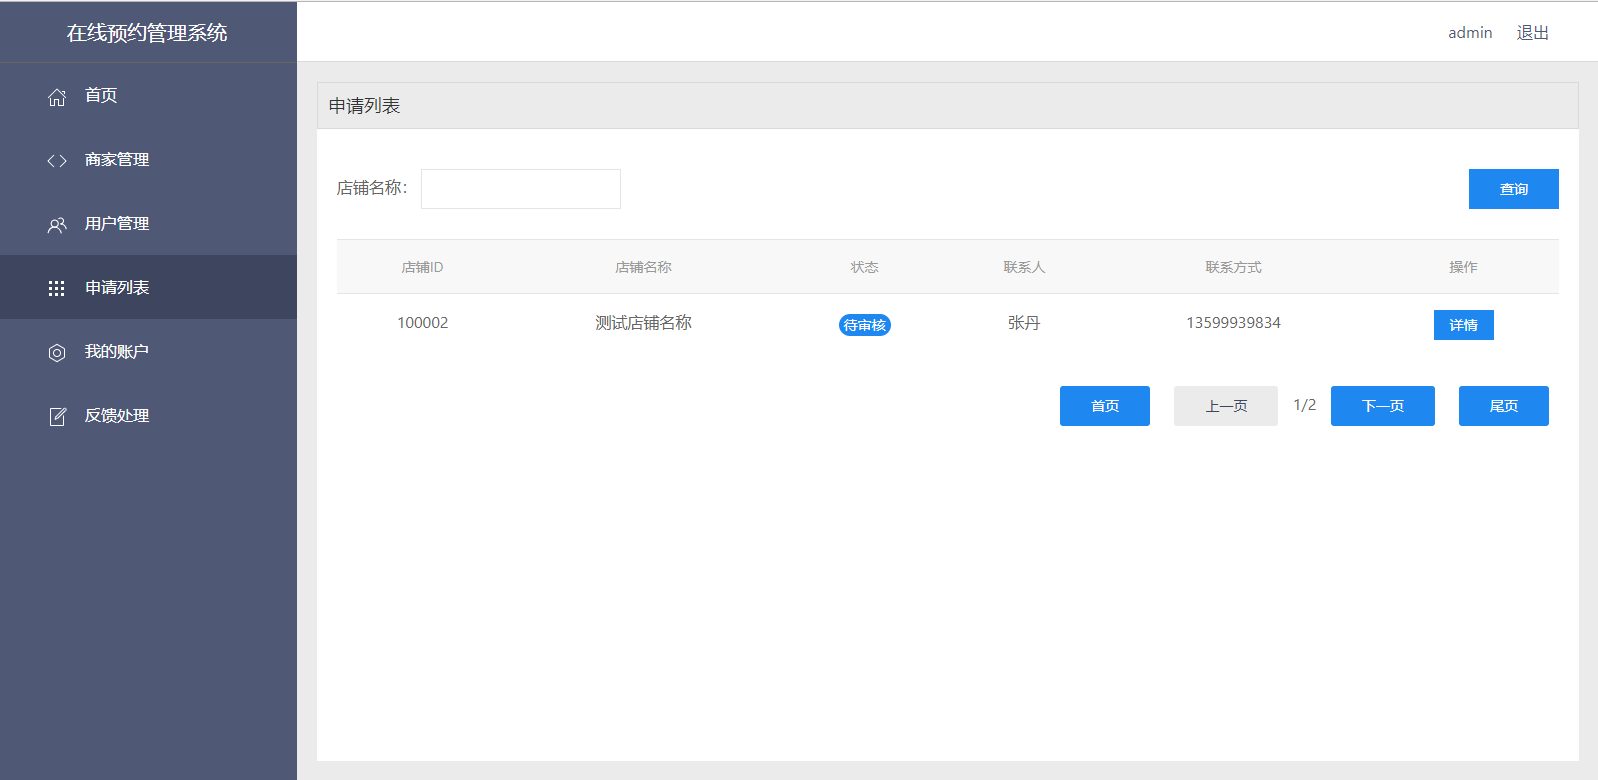 在线预约管理系统
admin 退出
首页
商家管理
用户管理
申请列表
我的账户
反馈处理
申请列表
店铺名称：
查询
店铺ID 店铺名称 状态 联系人 联系方式 操作
100002 测试店铺名称 待审核 张丹 13599939834 详情
首页 上一页 1/2 下一页 尾页